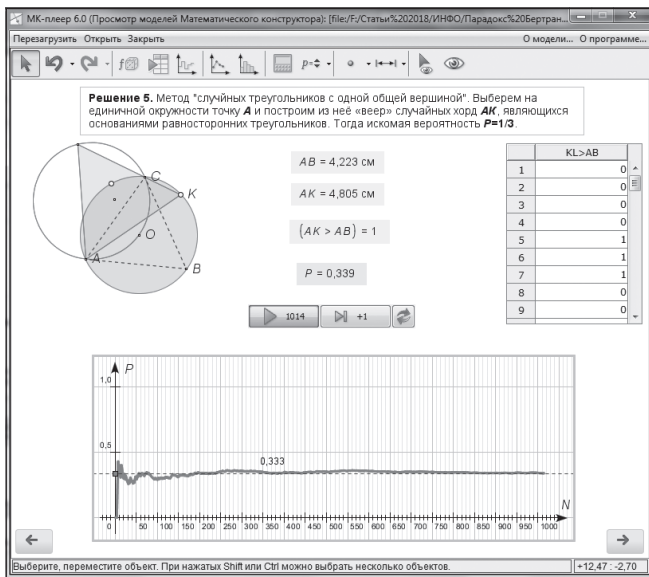 МК-плеер 6.0 (Просмотр моделей Математического конструктора): [file:/F:/Статьи%202018/ИНФО/Парадокс%20Бертран...
Перезагрузить Открыть Закрыть О модели... О программе...
Решение 5. Метод "случйных треугольников с одной общей вершиной". Выберем на
единичной окружности точку А и построим из неё «веер» случайных хорд АК, являющихся
основаниями равносторонних треугольников. Тогда искомая вероятность P=1/3.
C
K
O
A
B
AB = 4,223 см
AK = 4,805 см
(AK > AB) = 1
P = 0,339
1014 +1
KL>AB
1 0
2 0
3 0
4 0
5 1
6 1
7 1
8 0
9 0
P
1,0
0,5
0,333
N
0 50 100 150 200 250 300 350 400 450 500 550 600 650 700 750 800 850 900 950 1000
Выберите, переместите объект. При нажатых Shift или Ctrl можно выбрать несколько объектов. +12,47 : -2,70